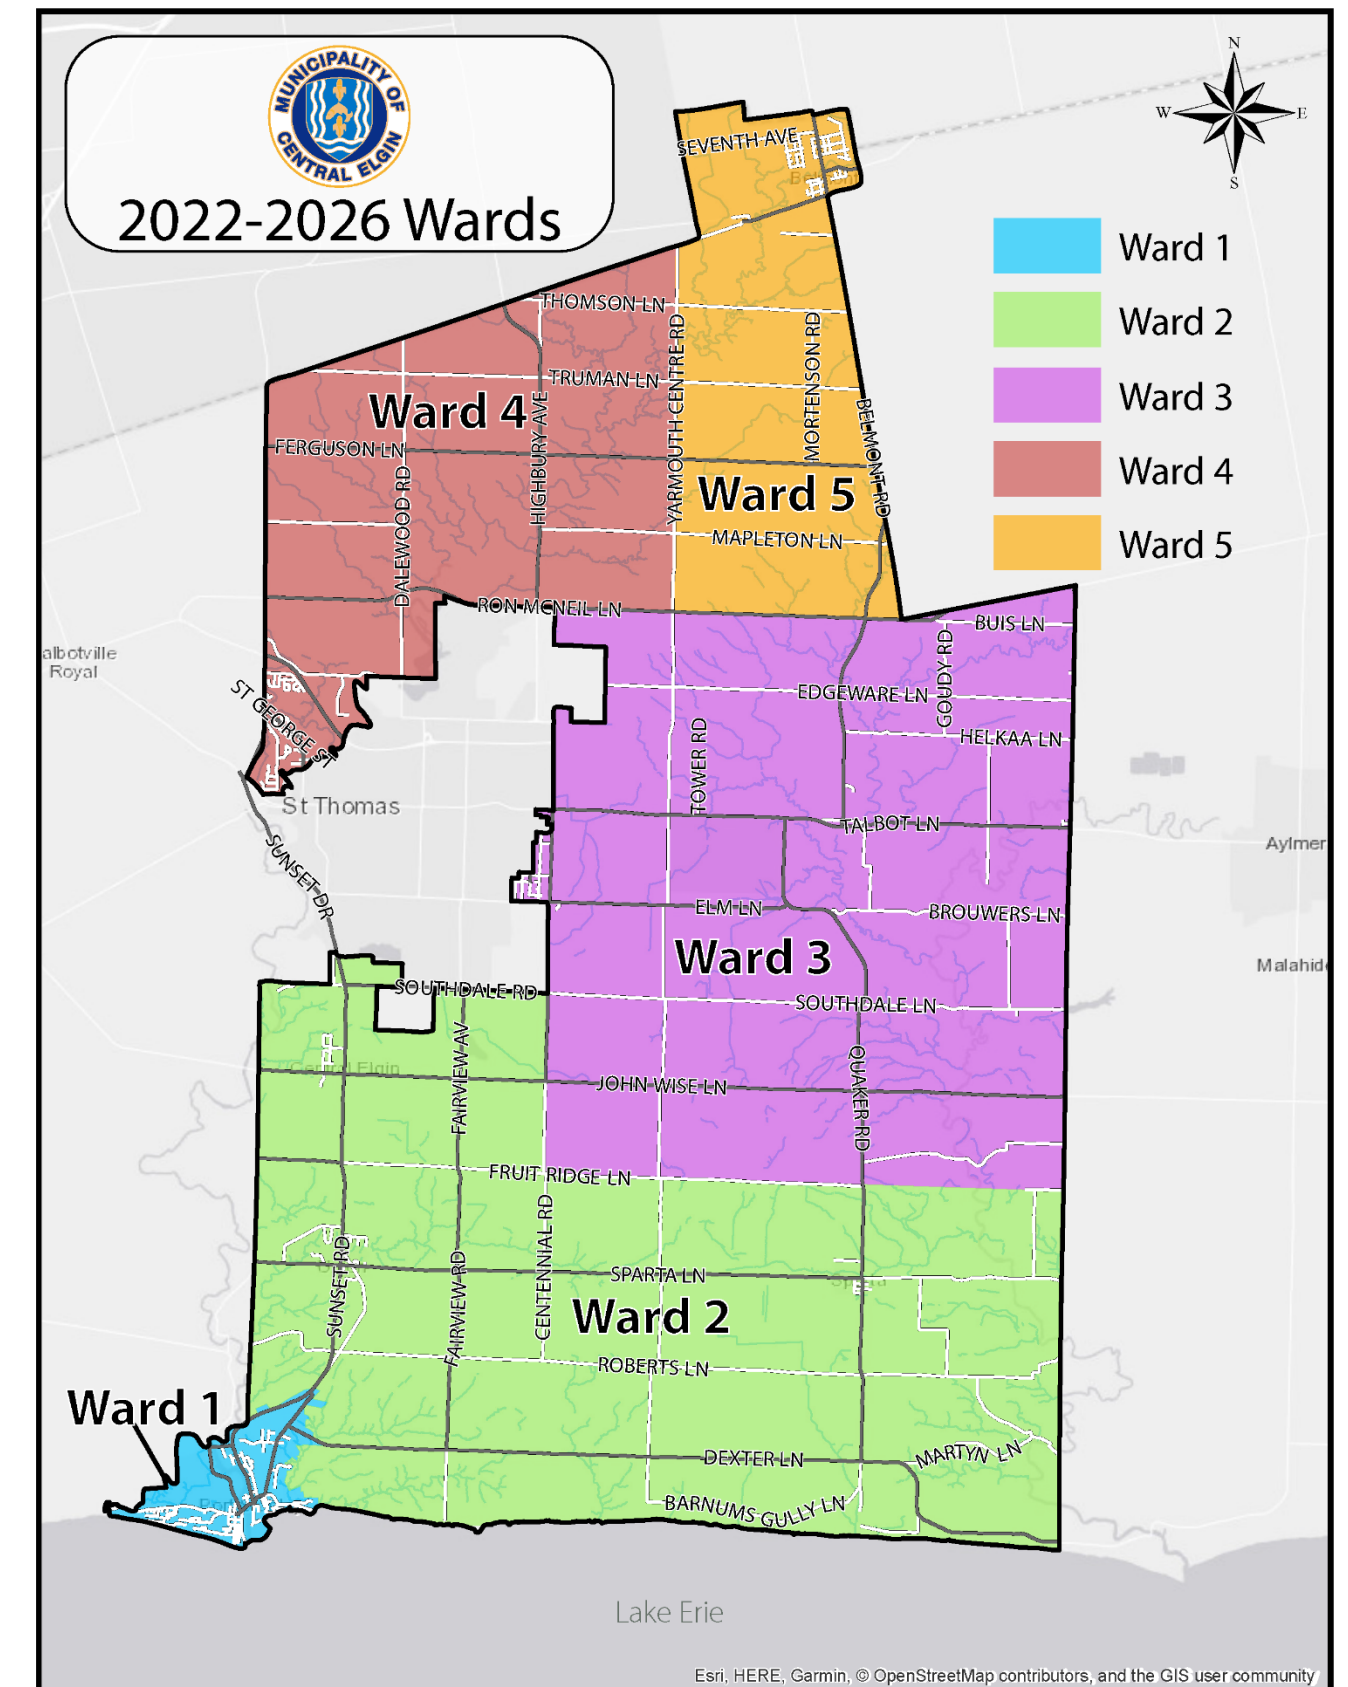 MUNICIPALITY OF
CENTRAL ELGIN
2022-2026 Wards
N
W
E
S
Ward 1
Ward 2
Ward 3
Ward 4
Ward 5
SEVENTH AVE
THOMSON LN
TRUMAN LN
Ward 4
FERGUSON LN
DALEWOOD RD
HIGHBURY AVE
YARMOUTH CENTRE RD
MORTENSON RD
BELMONT RD
Ward 5
MAPLETON LN
RON MCNEIL LN
BUIS LN
GOUDY RD
albotville
Royal
EDGEWARE LN
ST GEORGE ST
TOWER RD
HELKAA LN
St Thomas
TALBOT LN
SUNSET DR
Aylmer
ELM LN
BROUWERS LN
Ward 3
Malahid
SOUTHDALE RD
SOUTHDALE LN
FAIRVIEW AV
Central Elgin
JOHN WISE LN
QUAKER RD
FRUIT RIDGE LN
CENTENNIAL RD
SUNSET RD
FAIRVIEW RD
SPARTA LN
Sparta
Ward 2
ROBERTS LN
Ward 1
DEXTER LN
MARTYN LN
BARNUMS GULLY LN
Lake Erie
Esri, HERE, Garmin, © OpenStreetMap contributors, and the GIS user community